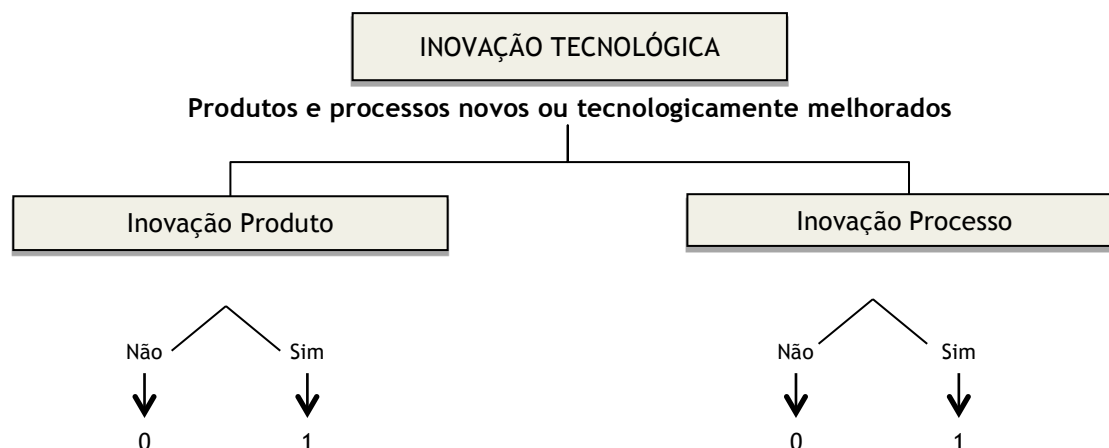 INOVAÇÃO TECNOLÓGICA
Produtos e processos novos ou tecnologicamente melhorados
Inovação Produto
Inovação Processo
Não Sim
0 1
Não Sim
0 1